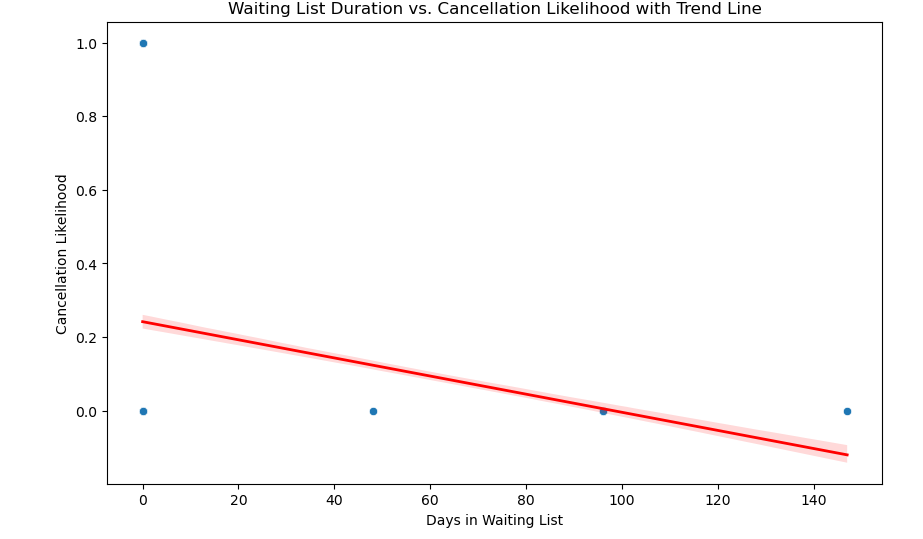 Waiting List Duration vs. Cancellation Likelihood with Trend Line
1.0
0.8
0.6
0.4
0.2
0.0
Cancellation Likelihood
0 20 40 60 80 100 120 140
Days in Waiting List